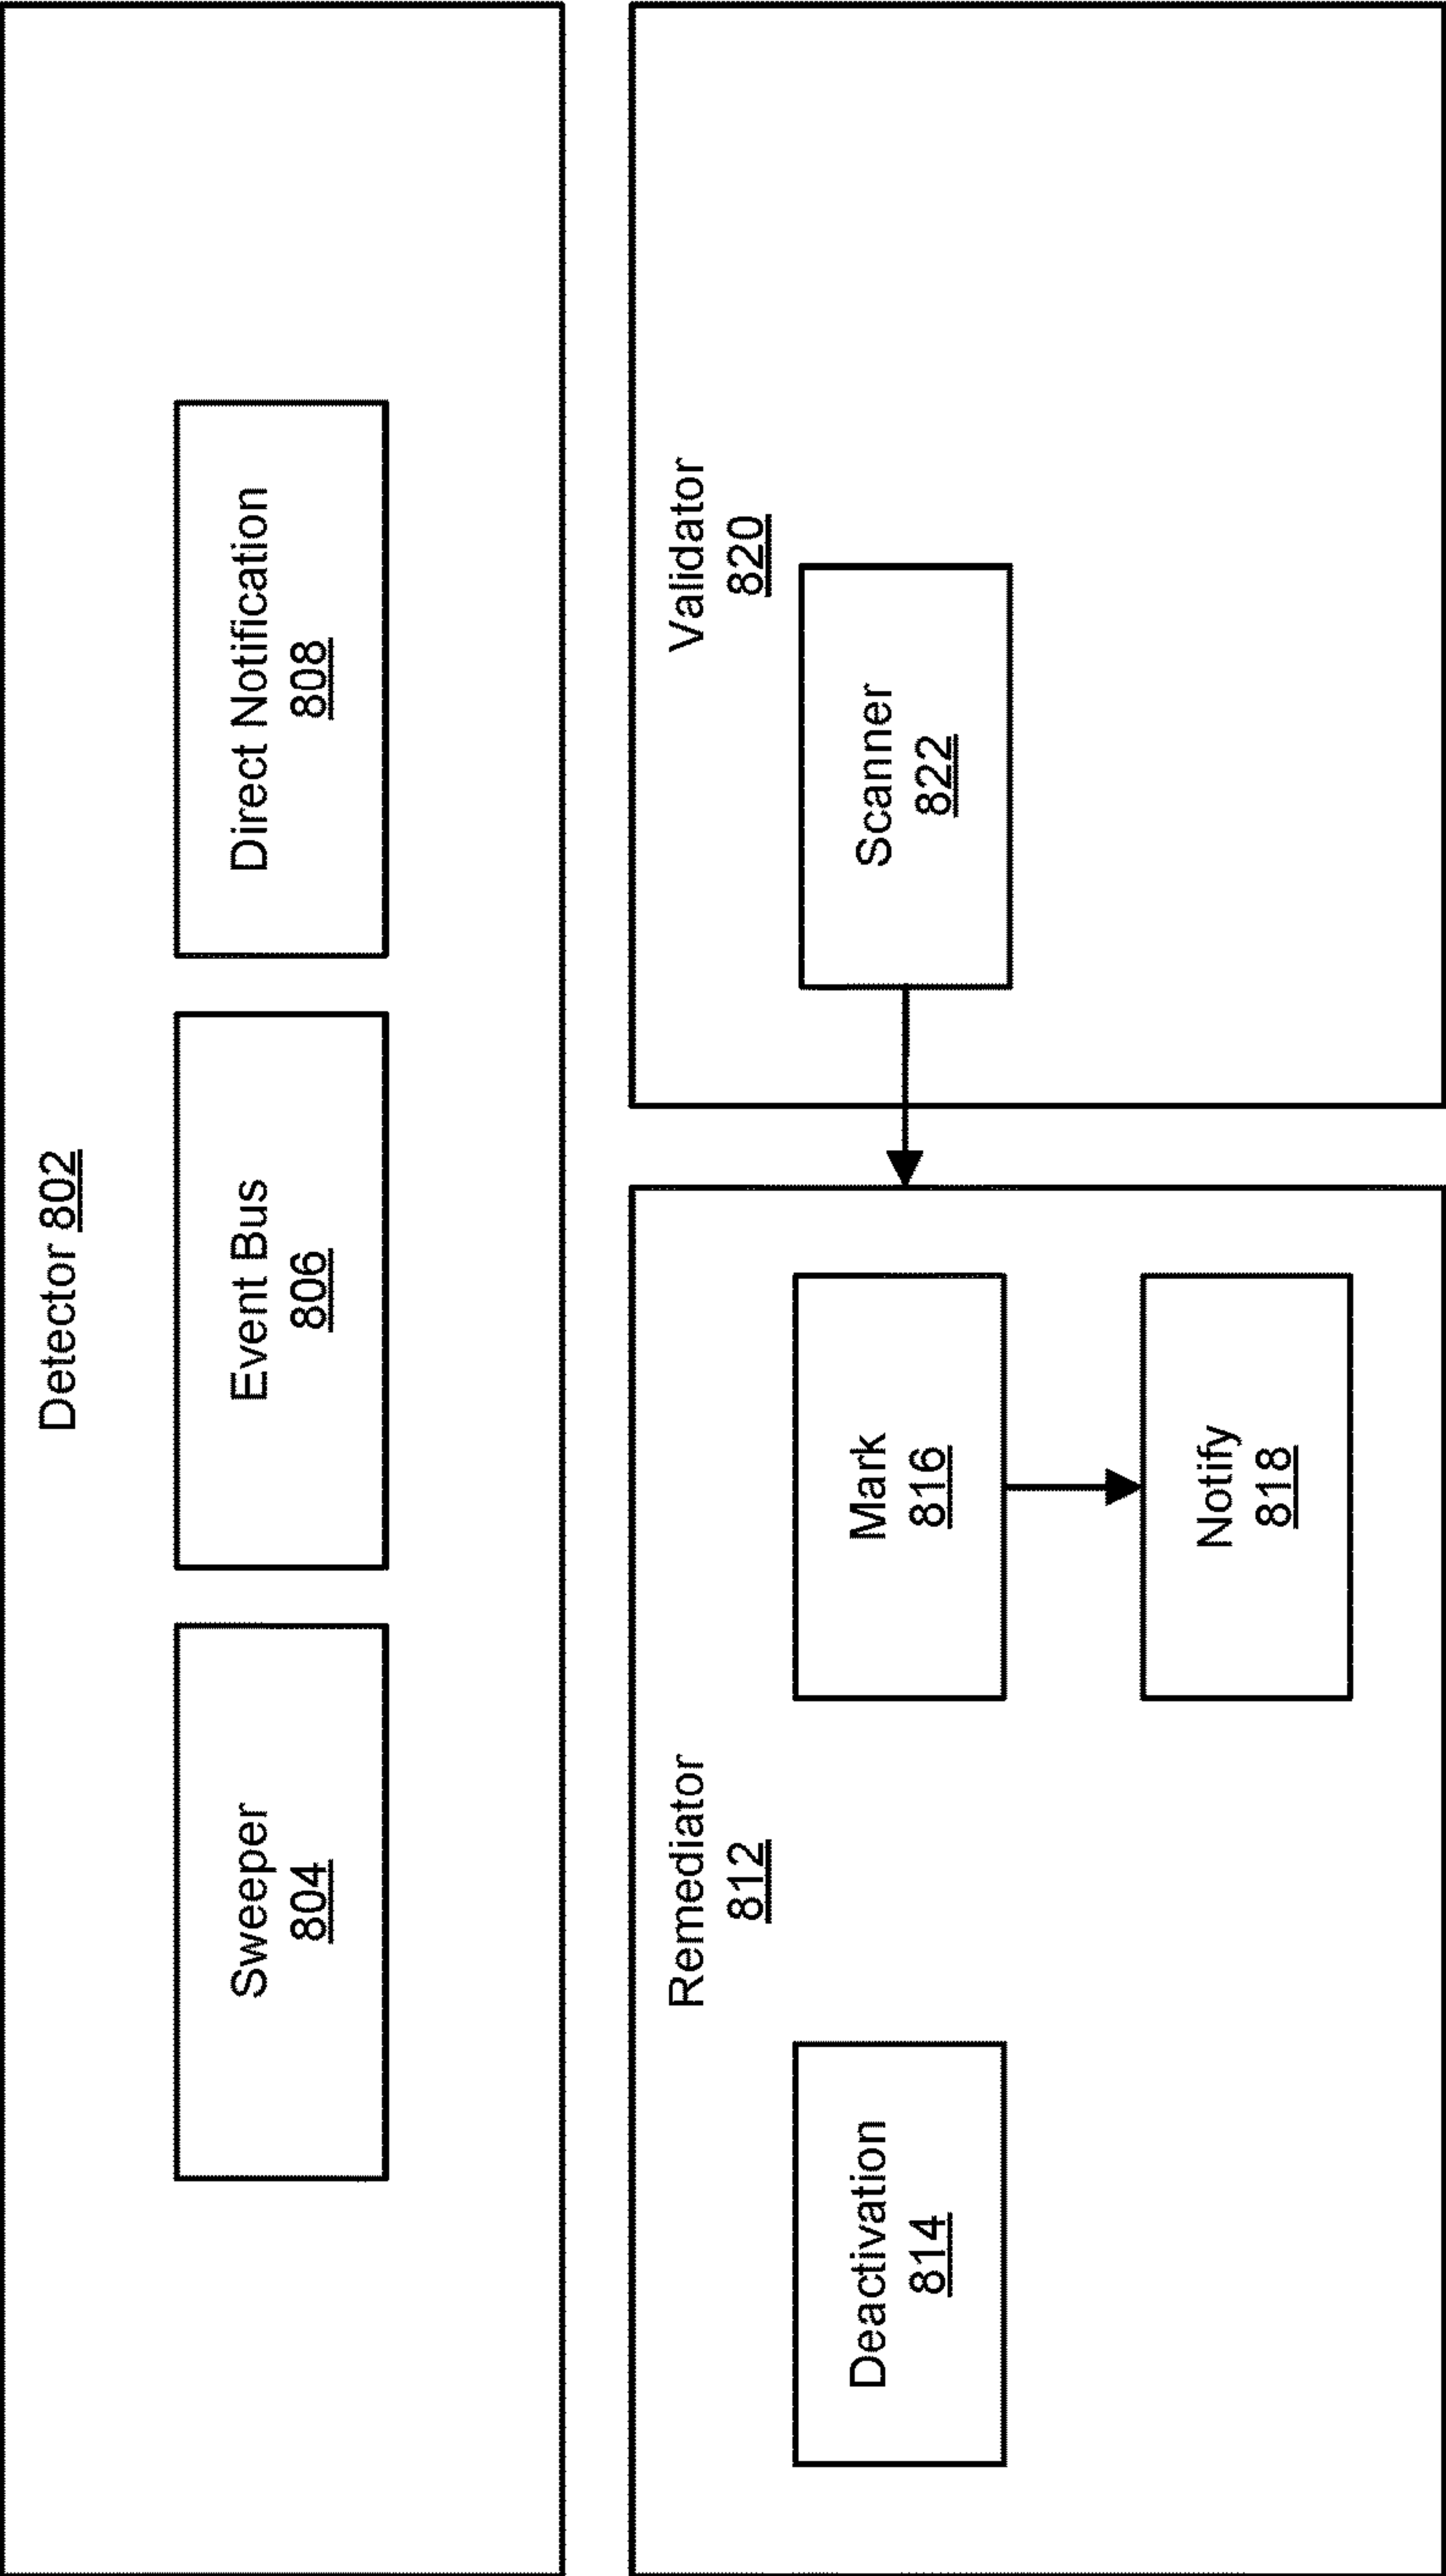 Detector 802
Sweeper
804
Event Bus
806
Direct Notification
808
Remediator
812
Deactivation
814
Mark
816
Notify
818
Validator
820
Scanner
822